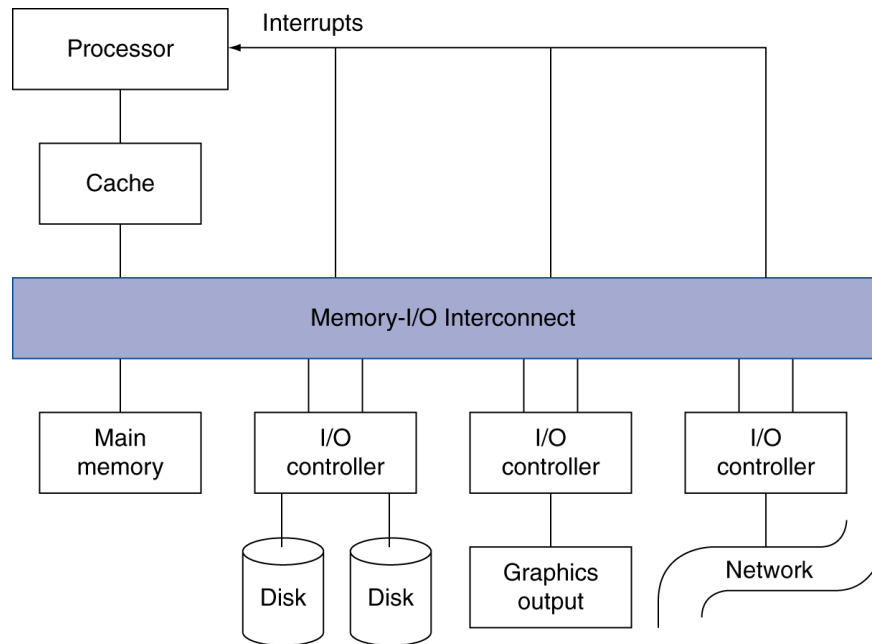 Interrupts
Processor
Cache
Memory-I/O Interconnect
Main
memory
I/O
controller
I/O
controller
I/O
controller
Disk
Disk
Graphics
output
Network